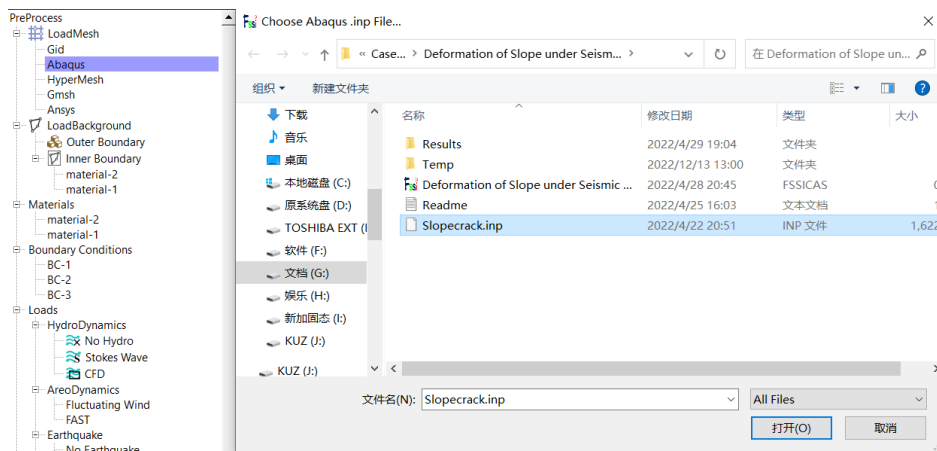 PreProcess
LoadMesh
Gid
Abaqus
HyperMesh
Gmsh
Ansys
LoadBackground
Outer Boundary
Inner Boundary
material-2
material-1
Materials
material-2
material-1
Boundary Conditions
BC-1
BC-2
BC-3
Loads
HydroDynamics
No Hydro
Stokes Wave
CFD
AreoDynamics
Fluctuating Wind
FAST
Earthquake
No Earthquake
Choose Abaqus .inp File...
« Case... › Deformation of Slope under Seism... ›
在 Deformation of Slope un...
组织 新建文件夹
下载
音乐
桌面
本地磁盘 (C:)
原系统盘 (D:)
TOSHIBA EXT (
软件 (F:)
文档 (G:)
娱乐 (H:)
新加固态 (I:)
KUZ (J:)
KUZ (J:)
名称 修改日期 类型 大小
Results 2022/4/29 19:04 文件夹
Temp 2022/12/13 13:00 文件夹
Deformation of Slope under Seismic ... 2022/4/28 20:45 FSSICAS
Readme 2022/4/25 16:03 文本文档
Slopecrack.inp 2022/4/22 20:51 INP 文件 1,622
文件名(N): Slopecrack.inp All Files
打开(O) 取消